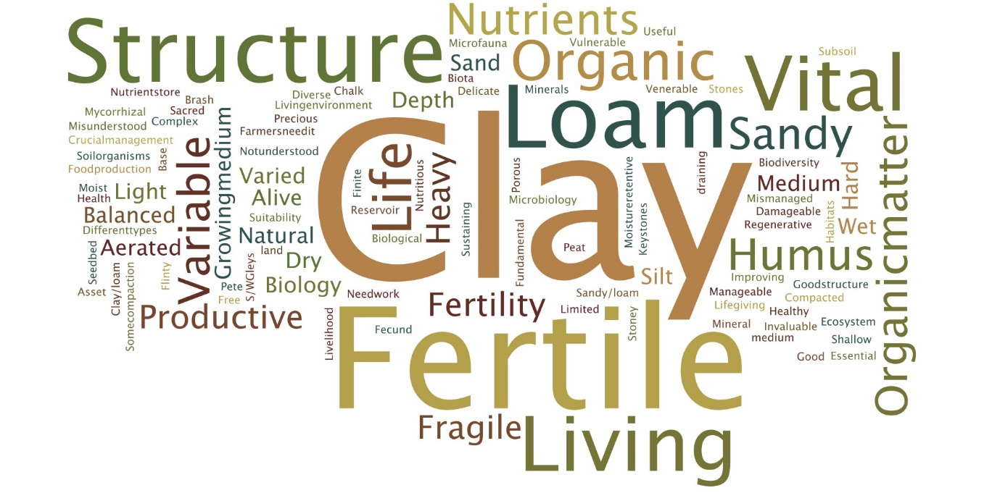 Structure
Nutrients
Useful
Microfauna
Vulnerable
Sand
Organic
Subsoil
Vital
Biota
Delicate
Minerals
Venerable
Stones
Nutrientstore
Brash
Diverse
Chalk
Livingenvironment
Depth
Loam
Sandy
Mycorrhizal
Sacred
Misunderstood
Complex
Precious
Farmersneedit
Crucialmanagement
Soilorganisms
Base
Notunderstood
Foodproduction
Variable
Growingmedium
Varied
Clay
Life
Finite
Nutritious
Heavy
Porous
Moistureretentive
draining
Biodiversity
Organicmatter
Moist
Health
Light
Alive
Reservoir
Microbiology
Medium
Hard
Mismanaged
Balanced
Suitability
Sustaining
Keystones
Damageable
Habitats
Differenttypes
Natural
Biological
Regenerative
Wet
Seedbed
Aerated
land
Fundamental
Peat
Humus
Dry
Clay/loam
Somecompaction
Flinty
S/WGleys
Silt
Improving
Asset
Pete
Biology
Goodstructure
Free
Needwork
Sandy/loam
Manageable
Compacted
Productive
Fertility
Limited
Lifegiving
Healthy
Livelihood
Fecund
Stoney
Mineral
Invaluable
Ecosystem
medium
Shallow
Fertile
Good
Essential
Fragile
Living